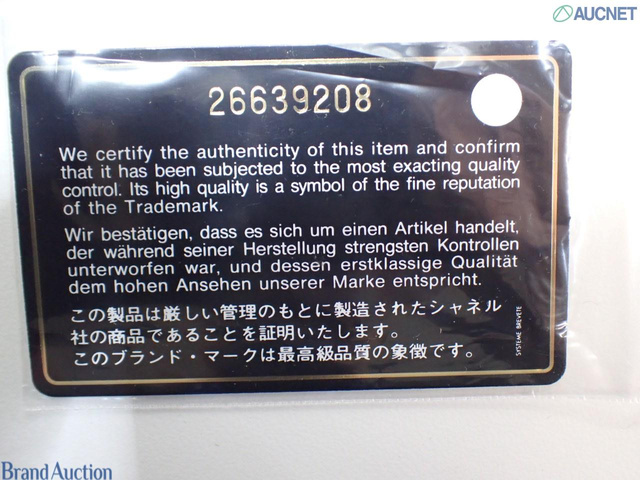 AUCNET
26639208
We certify the authenticity of this item and confirm
that it has been subjected to the most exacting quality
control. Its high quality is a symbol of the fine reputation
of the Trademark.
Wir bestätigen, dass es sich um einen Artikel handelt,
der während seiner Herstellung strengsten Kontrollen
unterworfen war, und dessen erstklassige Qualität
dem hohen Ansehen unserer Marke entspricht.
この製品は厳しい管理のもとに製造されたシャネル
社の商品であることを証明いたします。
このブランド・マークは最高級品質の象徴です。
SYSTEME BREVETE
Brand Auction